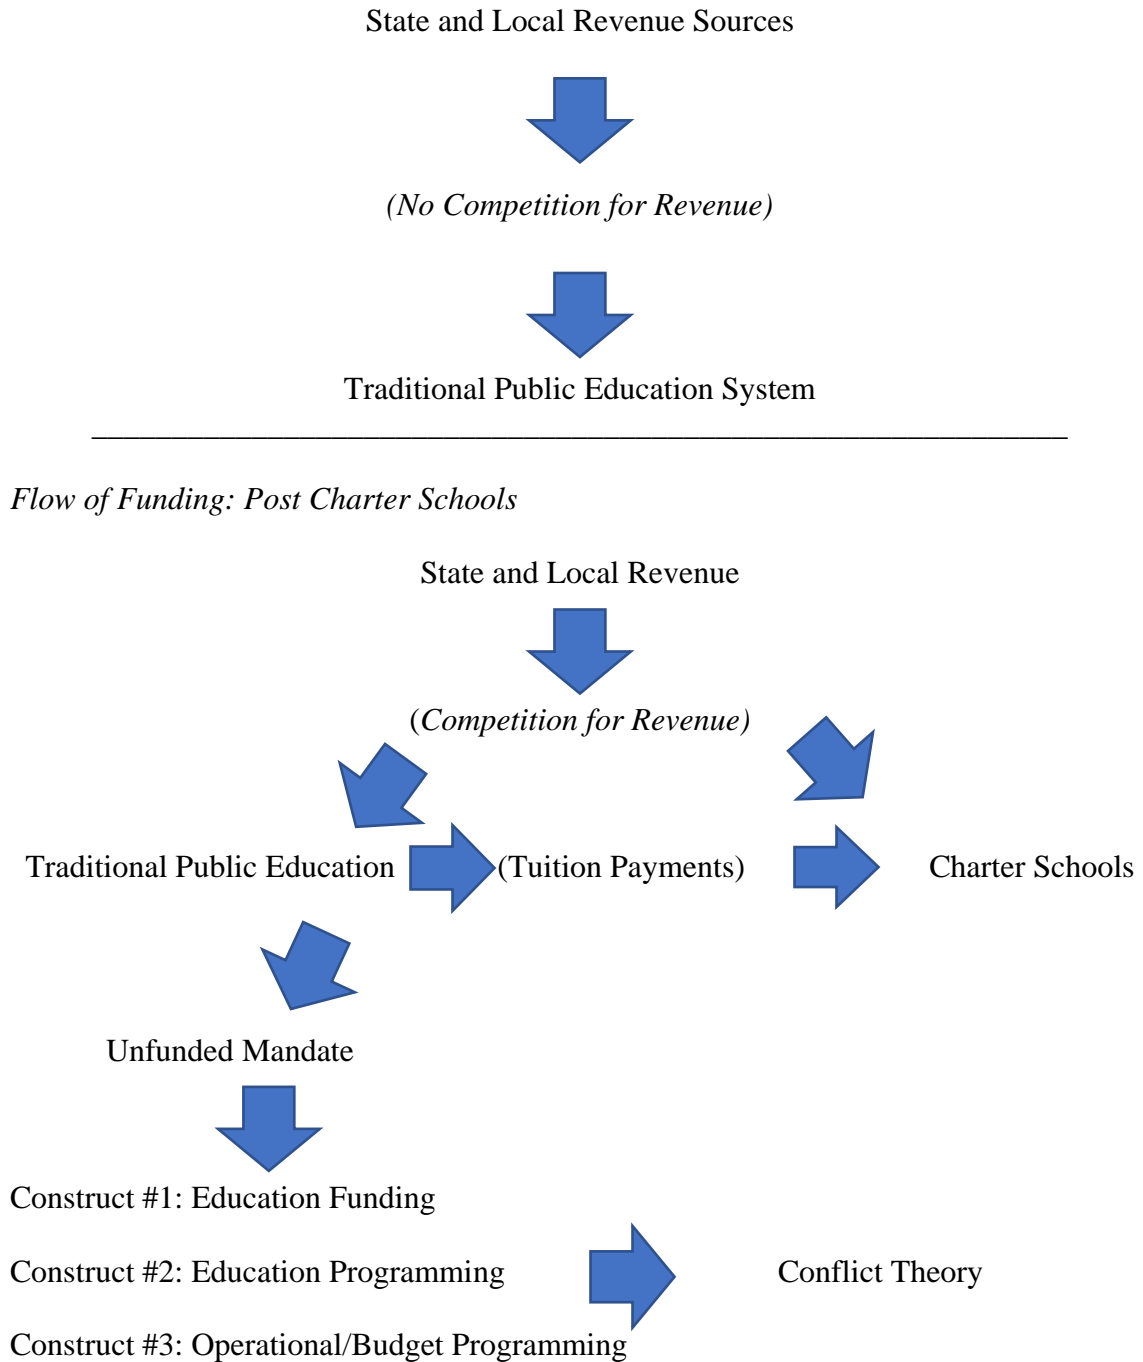 State and Local Revenue Sources
(No Competition for Revenue)
Traditional Public Education System
Flow of Funding: Post Charter Schools
State and Local Revenue
(Competition for Revenue)
Traditional Public Education (Tuition Payments) Charter Schools
Unfunded Mandate
Construct #1: Education Funding
Construct #2: Education Programming Conflict Theory
Construct #3: Operational/Budget Programming